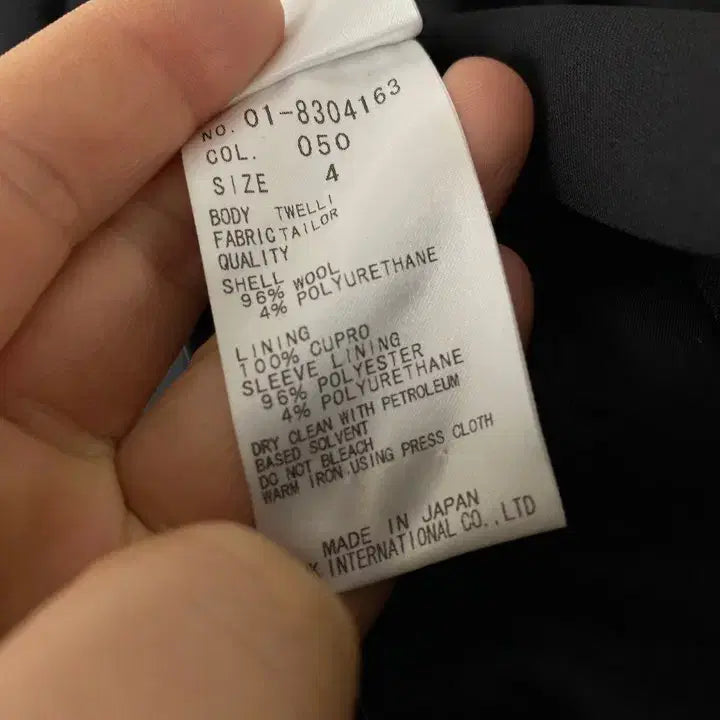 NO. 01-8304163
COL. 050
SIZE 4
BODY TWELLI
FABRIC TAILOR
QUALITY
SHELL
96% WOOL
4% POLYURETHANE
LINING
100% CUPRO
SLEEVE LINING
96% POLYESTER
4% POLYURETHANE
DRY CLEAN WITH PETROLEUM
BASED SOLVENT
DO NOT BLEACH
WARM IRON.USING PRESS CLOTH
MADE IN JAPAN
INTERNATIONAL CO.,LTD